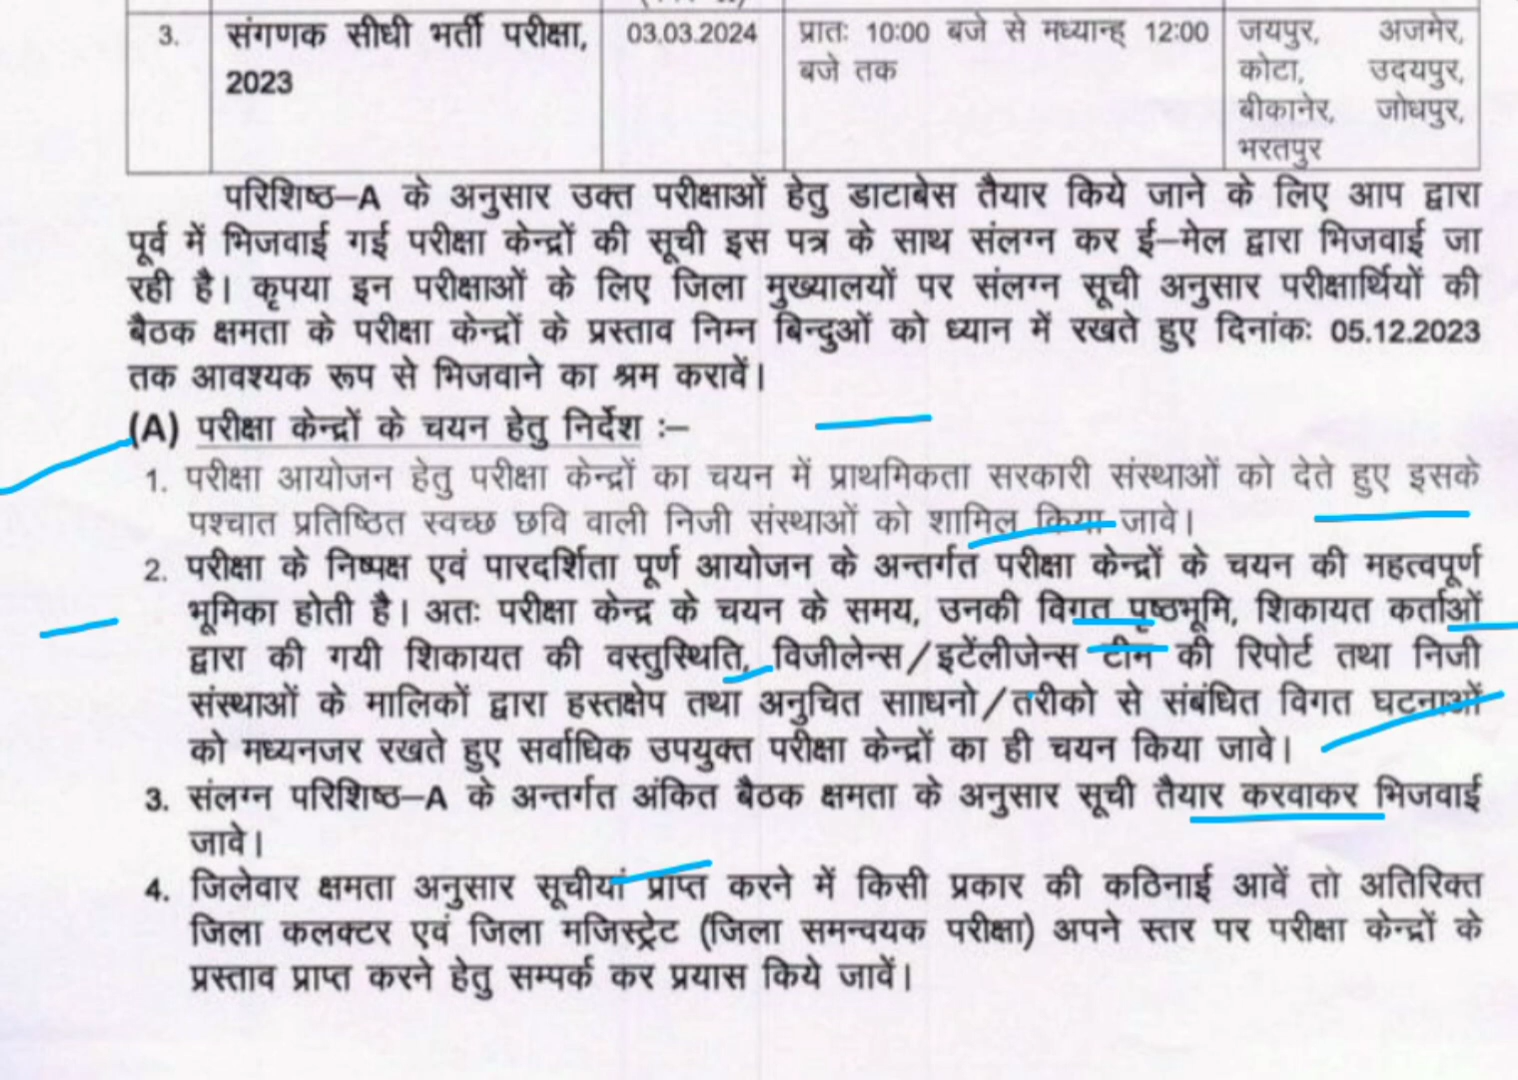 3. संगणक सीधी भर्ती परीक्षा, 03.03.2024 प्रातः 10:00 बजे से मध्यान्ह् 12:00 जयपुर, अजमेर,
2023 बजे तक कोटा, उदयपुर,
बीकानेर, जोधपुर,
भरतपुर
परिशिष्ठ–A के अनुसार उक्त परीक्षाओं हेतु डाटाबेस तैयार किये जाने के लिए आप द्वारा
पूर्व में भिजवाई गई परीक्षा केन्द्रों की सूची इस पत्र के साथ संलग्न कर ई–मेल द्वारा भिजवाई जा
रही है। कृपया इन परीक्षाओं के लिए जिला मुख्यालयों पर संलग्न सूची अनुसार परीक्षार्थियों की
बैठक क्षमता के परीक्षा केन्द्रों के प्रस्ताव निम्न बिन्दुओं को ध्यान में रखते हुए दिनांकः 05.12.2023
तक आवश्यक रूप से भिजवाने का श्रम करावें।
(A) परीक्षा केन्द्रों के चयन हेतु निर्देश :–
1. परीक्षा आयोजन हेतु परीक्षा केन्द्रों का चयन में प्राथमिकता सरकारी संस्थाओं को देते हुए इसके
पश्चात प्रतिष्ठित स्वच्छ छवि वाली निजी संस्थाओं को शामिल किया जावे।
2. परीक्षा के निष्पक्ष एवं पारदर्शिता पूर्ण आयोजन के अन्तर्गत परीक्षा केन्द्रों के चयन की महत्वपूर्ण
भूमिका होती है। अतः परीक्षा केन्द्र के चयन के समय, उनकी विगत पृष्ठभूमि, शिकायत कर्ताओं
द्वारा की गयी शिकायत की वस्तुस्थिति, विजीलेन्स/इटेंलीजेन्स टीम की रिपोर्ट तथा निजी
संस्थाओं के मालिकों द्वारा हस्तक्षेप तथा अनुचित सााधनो/तरीको से संबंधित विगत घटनाओं
को मध्यनजर रखते हुए सर्वाधिक उपयुक्त परीक्षा केन्द्रों का ही चयन किया जावे।
3. संलग्न परिशिष्ठ–A के अन्तर्गत अंकित बैठक क्षमता के अनुसार सूची तैयार करवाकर भिजवाई
जावे।
4. जिलेवार क्षमता अनुसार सूचीयां प्राप्त करने में किसी प्रकार की कठिनाई आवें तो अतिरिक्त
जिला कलक्टर एवं जिला मजिस्ट्रेट (जिला समन्वयक परीक्षा) अपने स्तर पर परीक्षा केन्द्रों के
प्रस्ताव प्राप्त करने हेतु सम्पर्क कर प्रयास किये जावें।